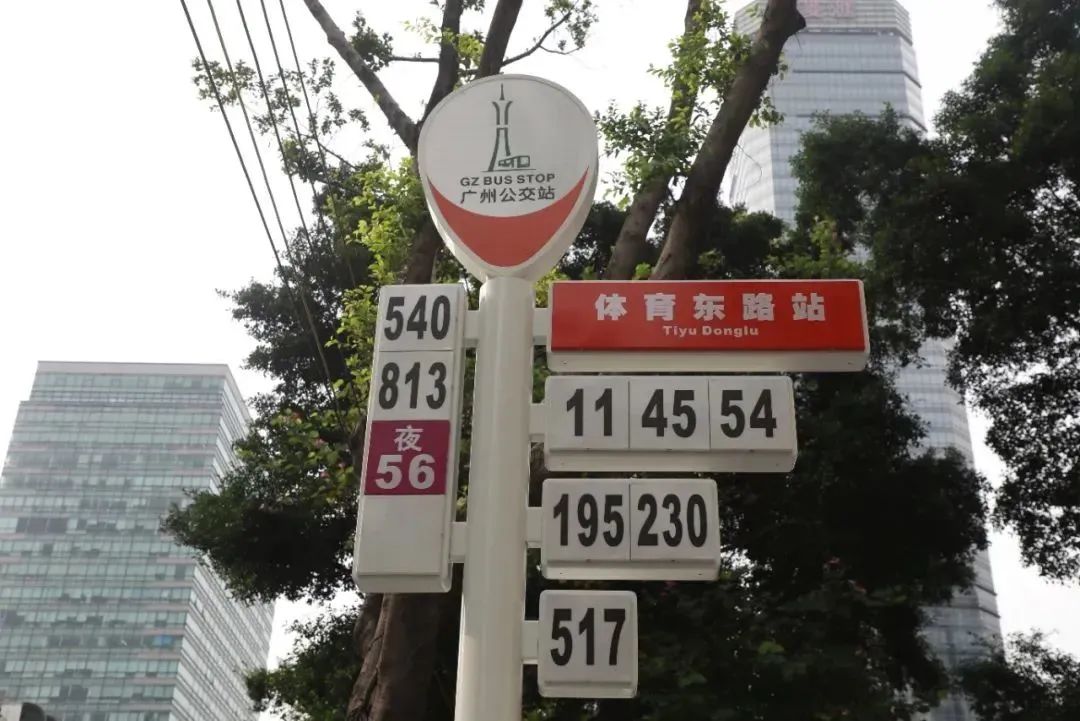 GZ BUS STOP
广州公交站
体育东路站
Tiyu Donglu
540
813
夜
56
11 45 54
195 230
517